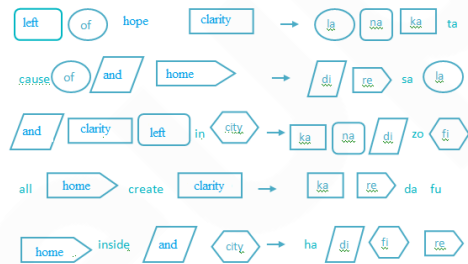 left of hope clarity → la na ka ta
cause of and home → di re sa la
and clarity left in city → ka na di zo fi
all home create clarity → ka re da fu
home inside and city → ha di fi re